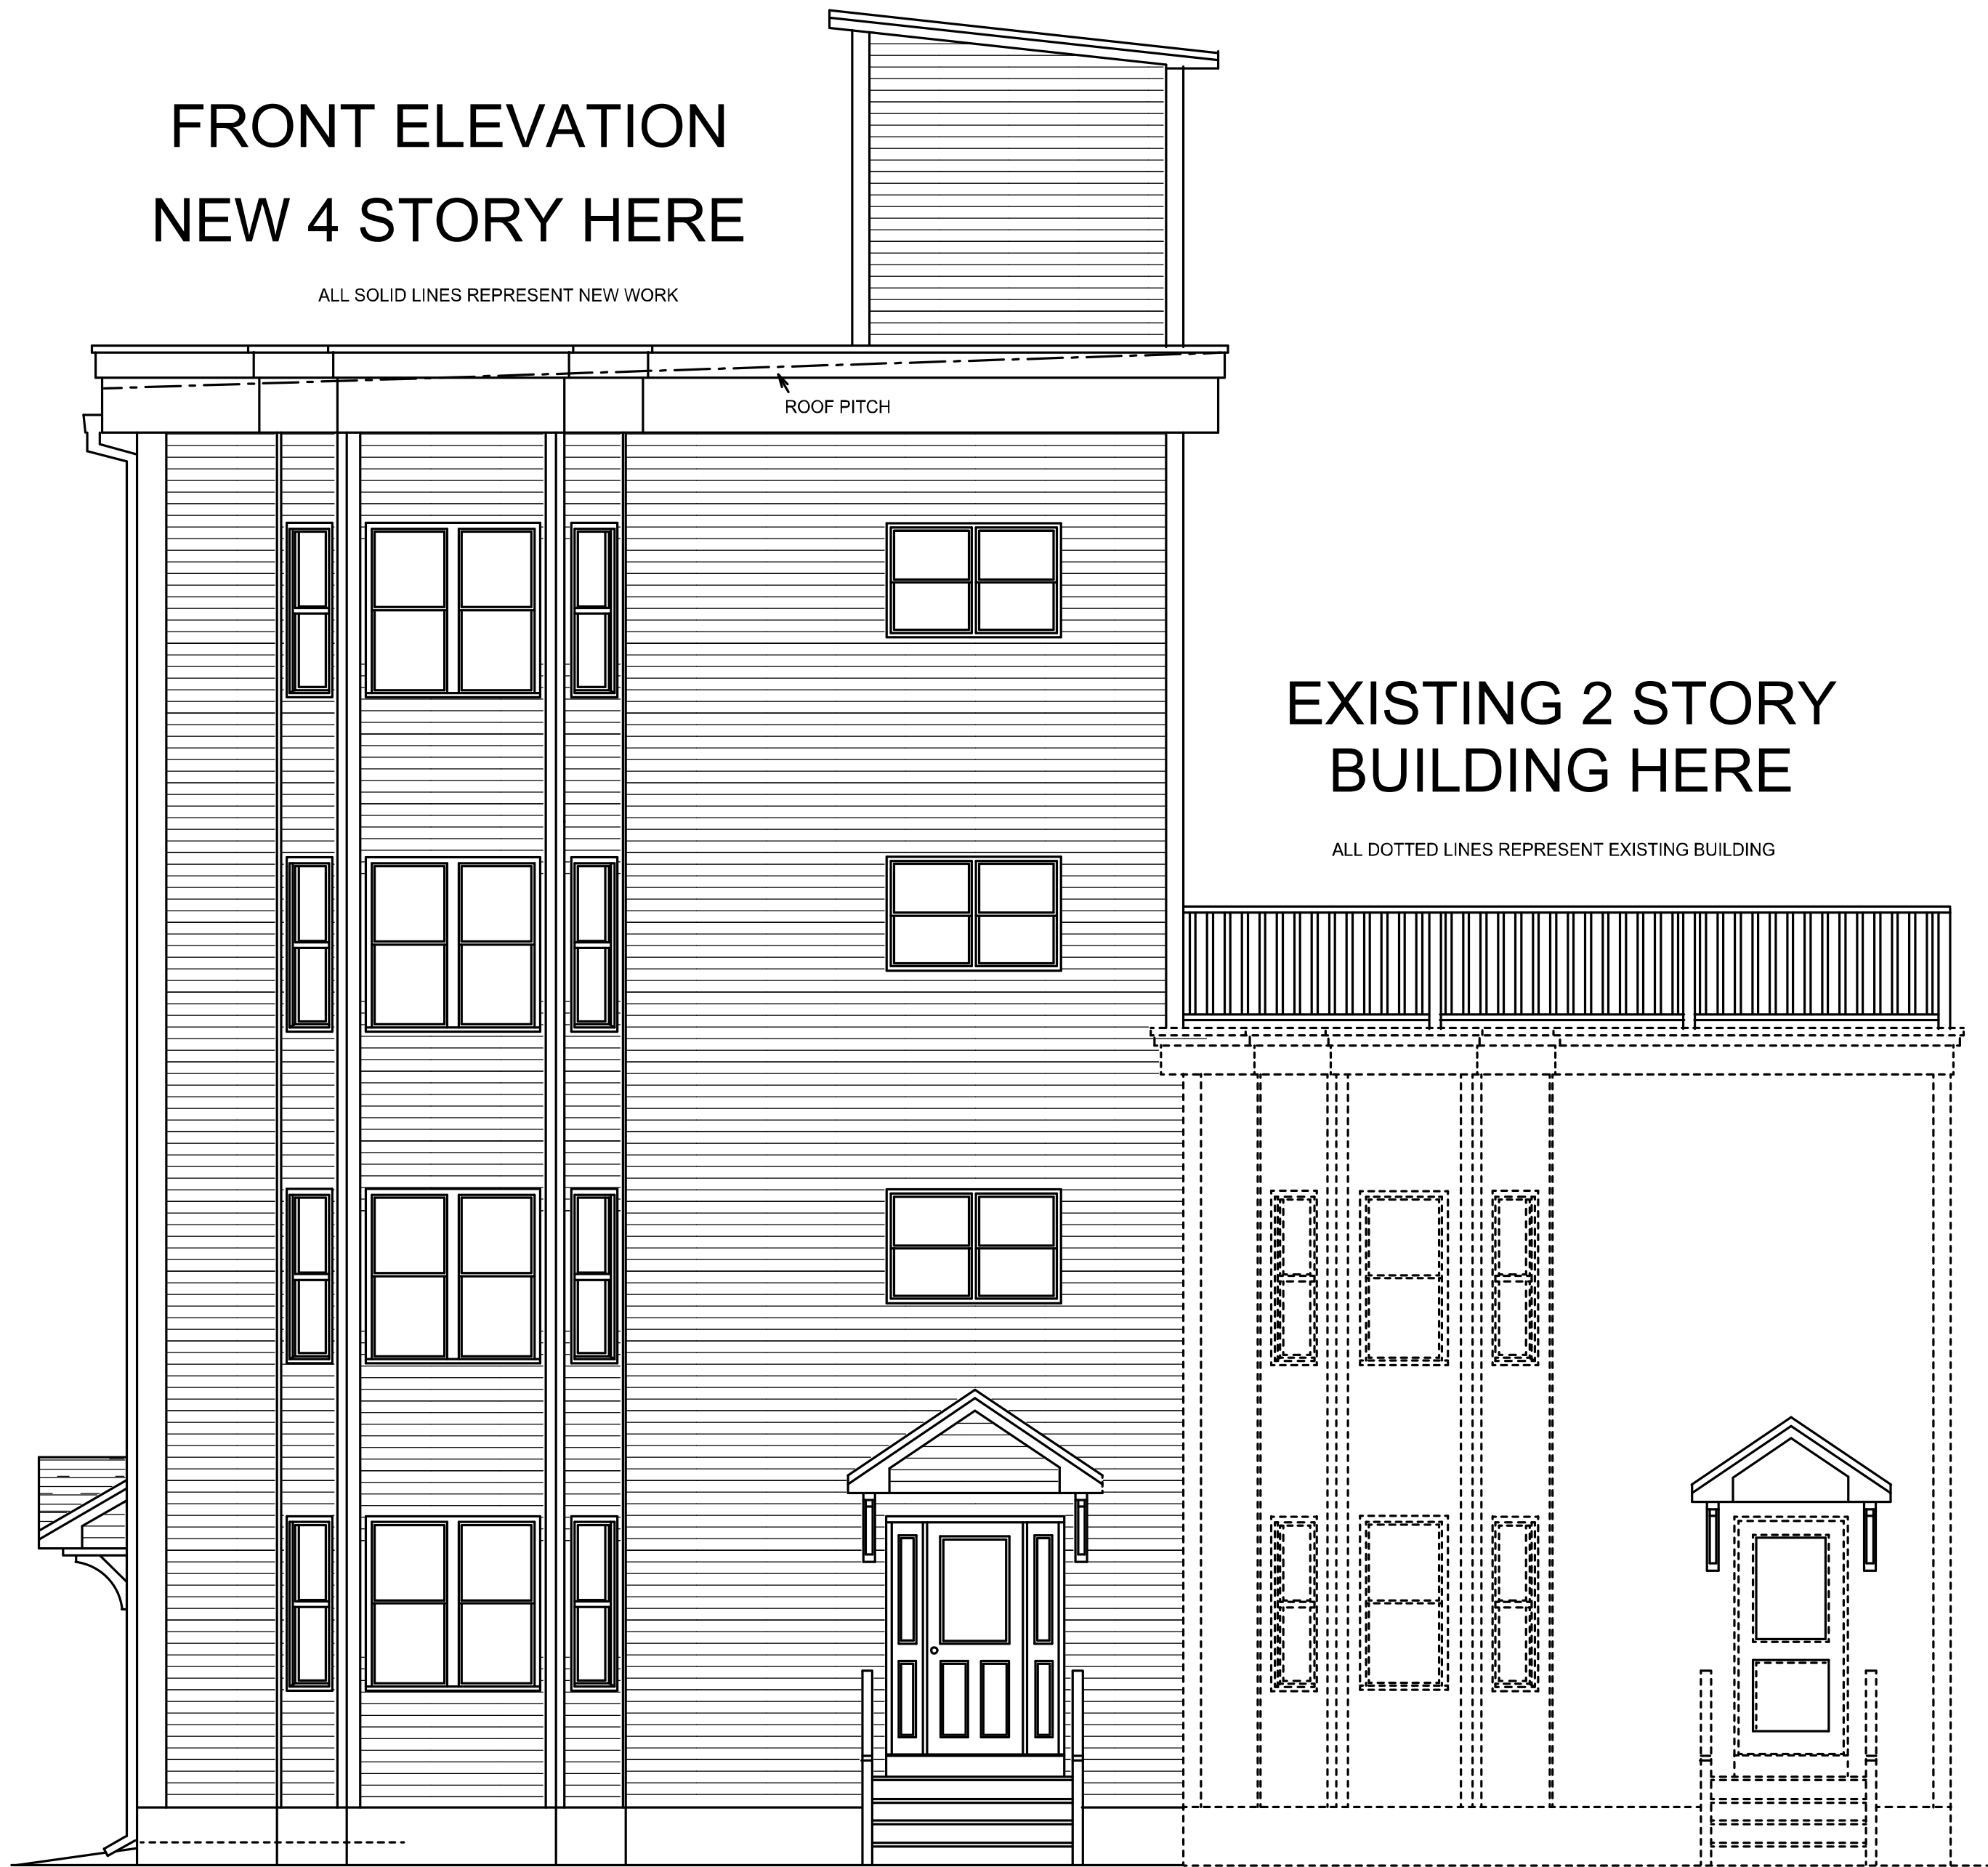 FRONT ELEVATION
NEW 4 STORY HERE
ALL SOLID LINES REPRESENT NEW WORK
ROOF PITCH
EXISTING 2 STORY
BUILDING HERE
ALL DOTTED LINES REPRESENT EXISTING BUILDING